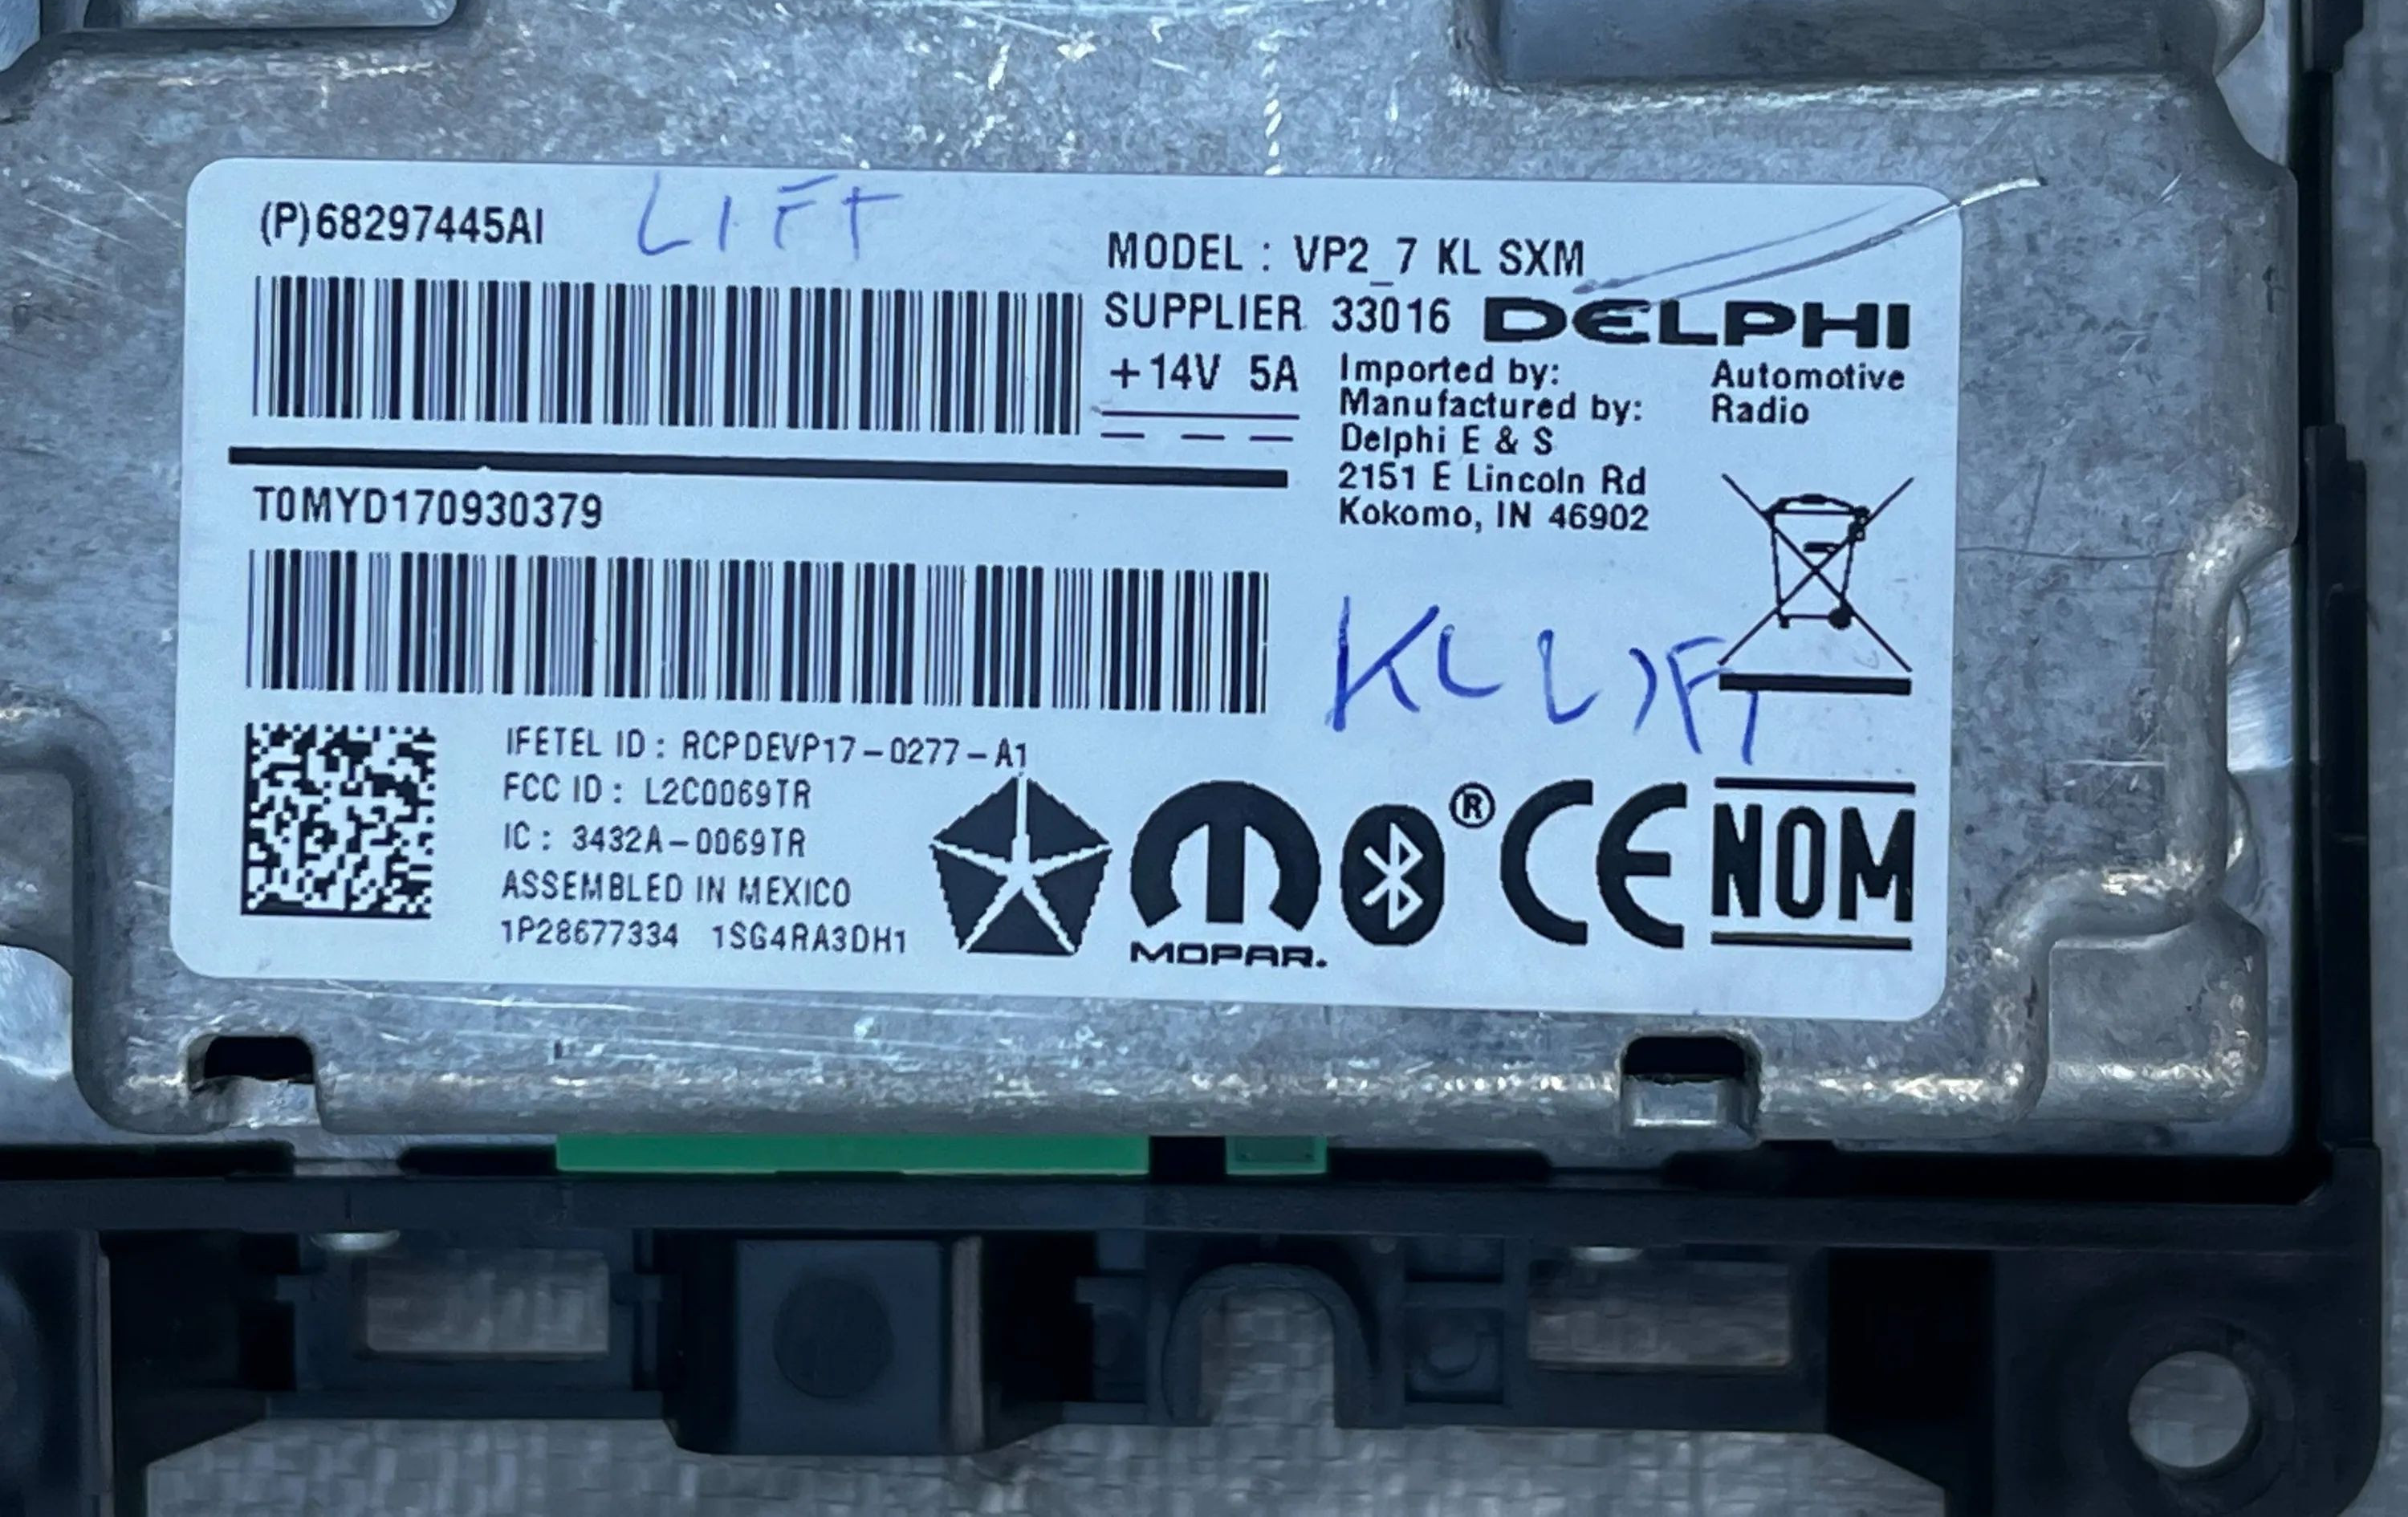 (P)68297445AI LIFT
MODEL : VP2_7 KL SXM
SUPPLIER 33016 DELPHI
+14V 5A
Imported by:
Manufactured by:
Delphi E & S
2151 E Lincoln Rd
Kokomo, IN 46902
Automotive
Radio
T0MYD170930379
KL LIFT
IFETEL ID : RCPDEVP17-0277-A1
FCC ID : L2C0069TR
IC : 3432A-0069TR
ASSEMBLED IN MEXICO
1P28677334 1SG4RA3DH1
MOPAR.
®
CE
NOM